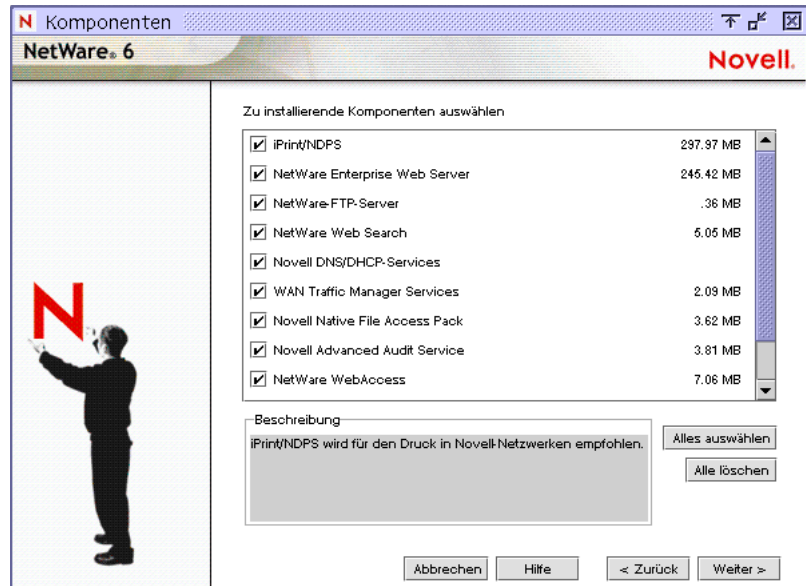 N Komponenten
NetWare® 6
Novell.
Zu installierende Komponenten auswählen
iPrint/NDPS 297.97 MB
NetWare Enterprise Web Server 245.42 MB
NetWare-FTP-Server .36 MB
NetWare Web Search 5.05 MB
Novell DNS/DHCP-Services
WAN Traffic Manager Services 2.09 MB
Novell Native File Access Pack 3.62 MB
Novell Advanced Audit Service 3.81 MB
NetWare WebAccess 7.06 MB
Beschreibung
iPrint/NDPS wird für den Druck in Novell-Netzwerken empfohlen.
Alles auswählen
Alle löschen
N
Abbrechen Hilfe < Zurück Weiter >